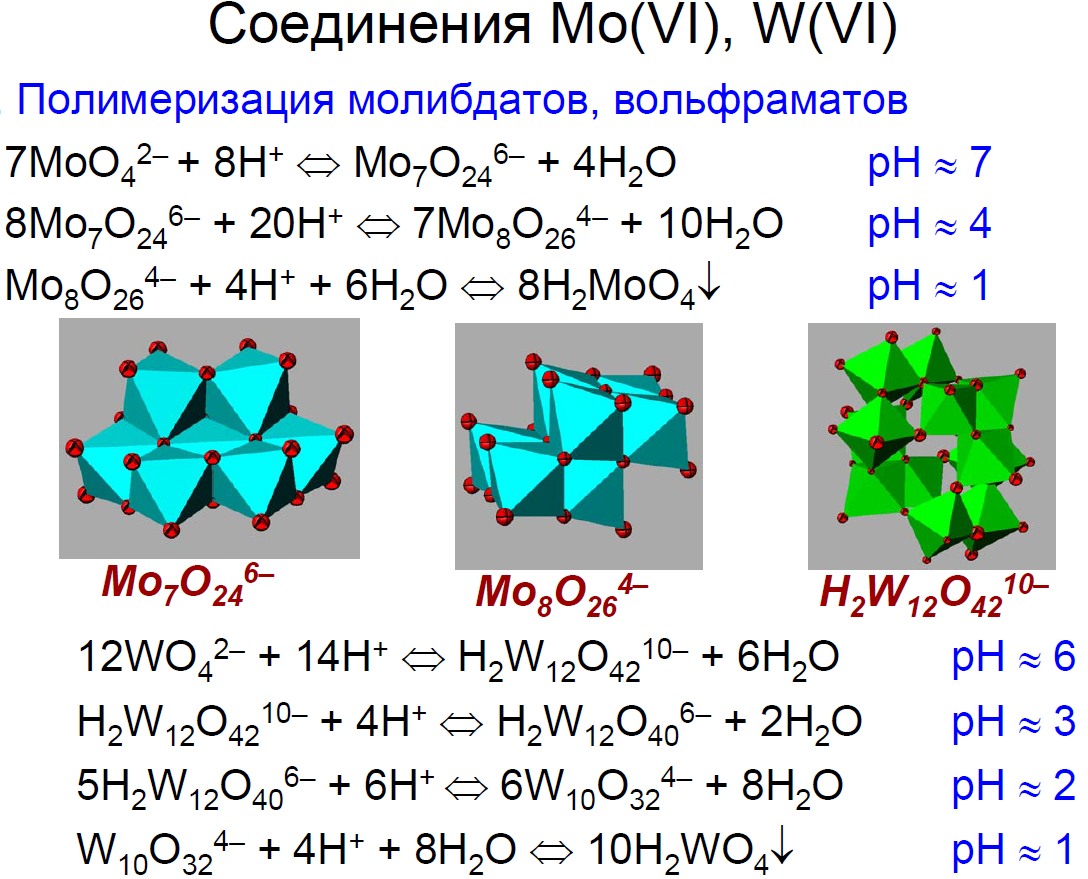 Соединения Mo(VI), W(VI)
Полимеризация молибдатов, вольфраматов
7MoO₄²⁻ + 8H⁺ ⇔ Mo₇O₂₄⁶⁻ + 4H₂O pH ≈ 7
8Mo₇O₂₄⁶⁻ + 20H⁺ ⇔ 7Mo₈O₂₆⁴⁻ + 10H₂O pH ≈ 4
Mo₈O₂₆⁴⁻ + 4H⁺ + 6H₂O ⇔ 8H₂MoO₄↓ pH ≈ 1
Mo₇O₂₄⁶⁻ Mo₈O₂₆⁴⁻ H₂W₁₂O₄₂¹⁰⁻
12WO₄²⁻ + 14H⁺ ⇔ H₂W₁₂O₄₂¹⁰⁻ + 6H₂O pH ≈ 6
H₂W₁₂O₄₂¹⁰⁻ + 4H⁺ ⇔ H₂W₁₂O₄₀⁶⁻ + 2H₂O pH ≈ 3
5H₂W₁₂O₄₀⁶⁻ + 6H⁺ ⇔ 6W₁₀O₃₂⁴⁻ + 8H₂O pH ≈ 2
W₁₀O₃₂⁴⁻ + 4H⁺ + 8H₂O ⇔ 10H₂WO₄↓ pH ≈ 1